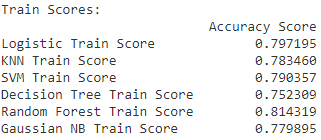 Train Scores:
Accuracy Score
Logistic Train Score 0.797195
KNN Train Score 0.783460
SVM Train Score 0.790357
Decision Tree Train Score 0.752309
Random Forest Train Score 0.814319
Gaussian NB Train Score 0.779895